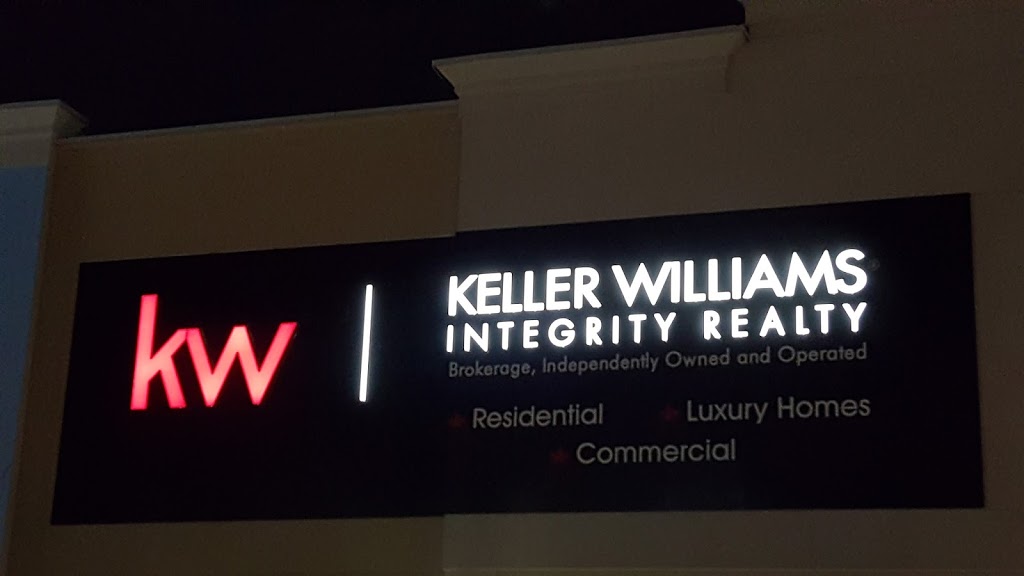 kw
KELLER WILLIAMS®
INTEGRITY REALTY
Brokerage, Independently Owned and Operated
Residential Luxury Homes
Commercial